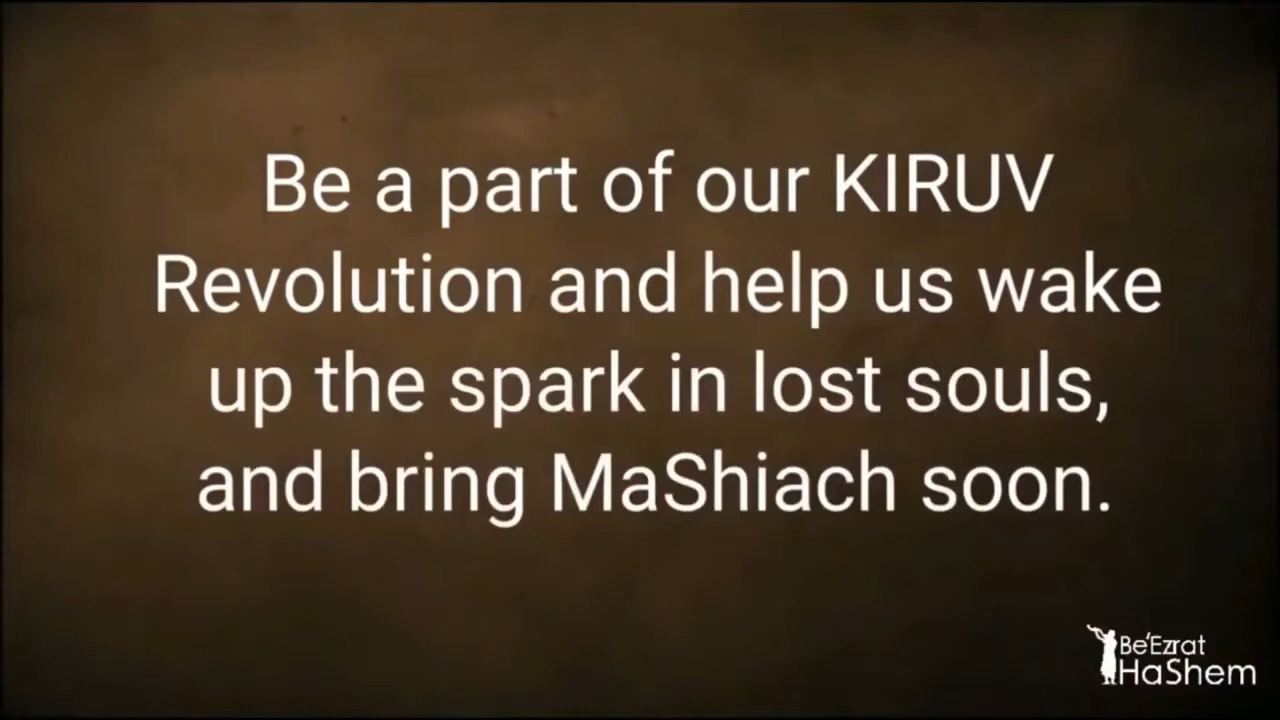 Be a part of our KIRUV
Revolution and help us wake
up the spark in lost souls,
and bring MaShiach soon.
Be'Ezrat
HaShem